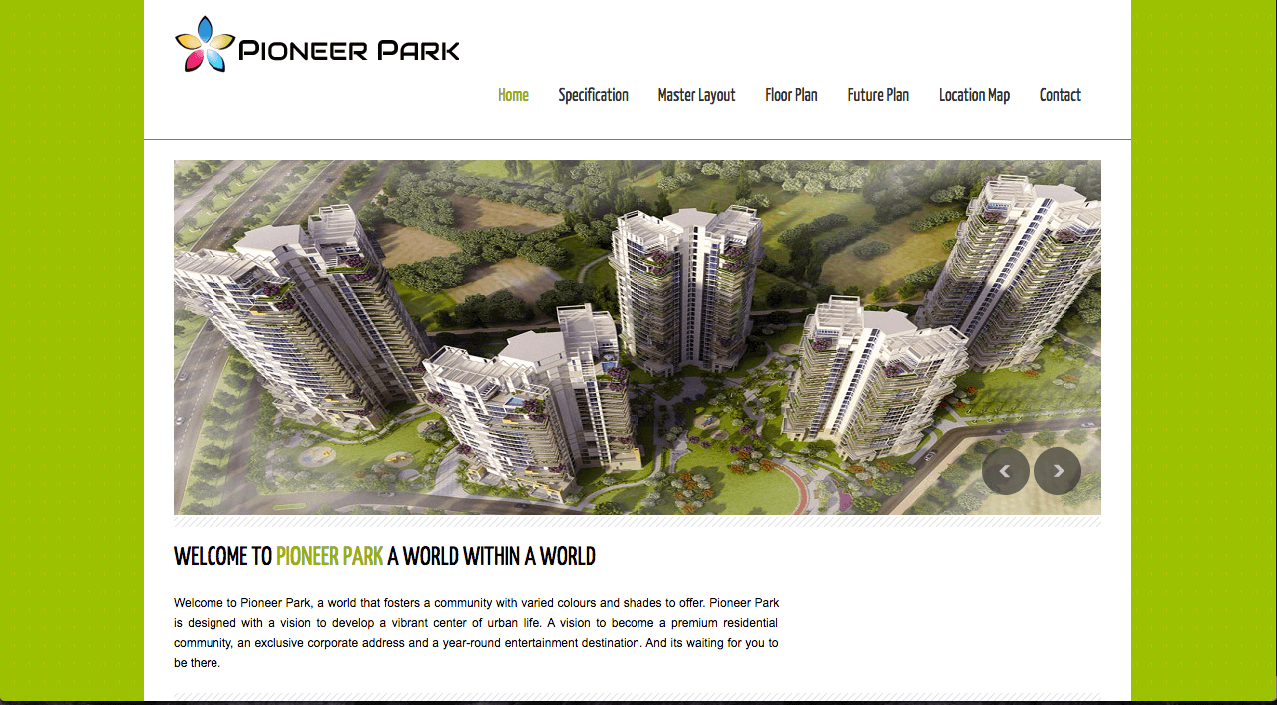 PIONEER PARK
Home Specification Master Layout Floor Plan Future Plan Location Map Contact
WELCOME TO PIONEER PARK A WORLD WITHIN A WORLD
Welcome to Pioneer Park, a world that fosters a community with varied colours and shades to offer. Pioneer Park
is designed with a vision to develop a vibrant center of urban life. A vision to become a premium residential
community, an exclusive corporate address and a year-round entertainment destination. And its waiting for you to
be there.